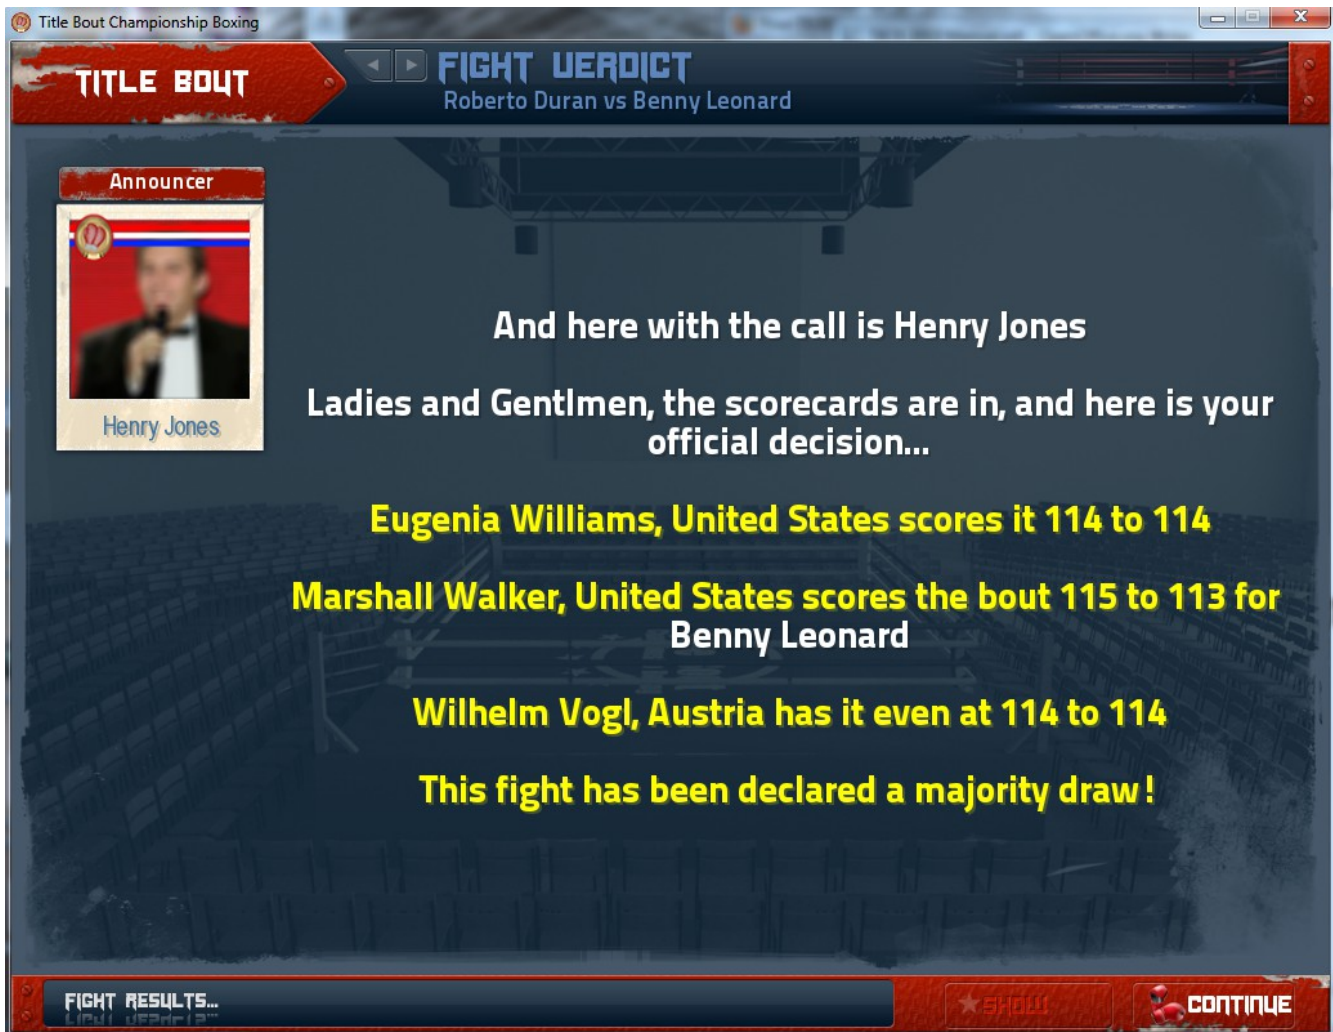 Title Bout Championship Boxing
TITLE BOUT
FIGHT VERDICT
Roberto Duran vs Benny Leonard
Announcer
Henry Jones
And here with the call is Henry Jones
Ladies and Gentlmen, the scorecards are in, and here is your
official decision...
Eugenia Williams, United States scores it 114 to 114
Marshall Walker, United States scores the bout 115 to 113 for
Benny Leonard
Wilhelm Vogl, Austria has it even at 114 to 114
This fight has been declared a majority draw!
FIGHT RESULTS...
SHOW
CONTINUE